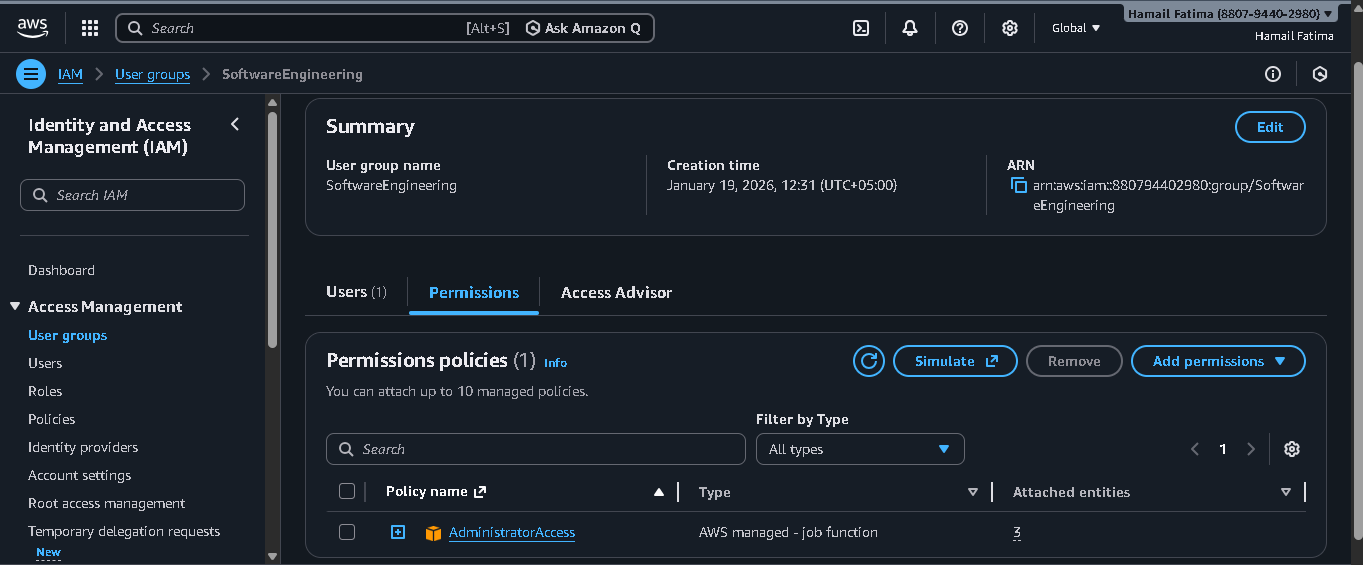 Hamail Fatima (8807-9440-2980)
aws
Search
[Alt+S]
Ask Amazon Q
Global
Hamail Fatima
IAM
User groups
SoftwareEngineering
Identity and Access
Management (IAM)
Search IAM
Dashboard
Access Management
User groups
Users
Roles
Policies
Identity providers
Account settings
Root access management
Temporary delegation requests
New
Summary
Edit
User group name
SoftwareEngineering
Creation time
January 19, 2026, 12:31 (UTC+05:00)
ARN
arn:aws:iam::880794402980:group/Softwar
eEngineering
Users (1)
Permissions
Access Advisor
Permissions policies (1) Info
Simulate
Remove
Add permissions
You can attach up to 10 managed policies.
Filter by Type
Search
All types
1
Policy name
Type
Attached entities
AdministratorAccess
AWS managed - job function
3